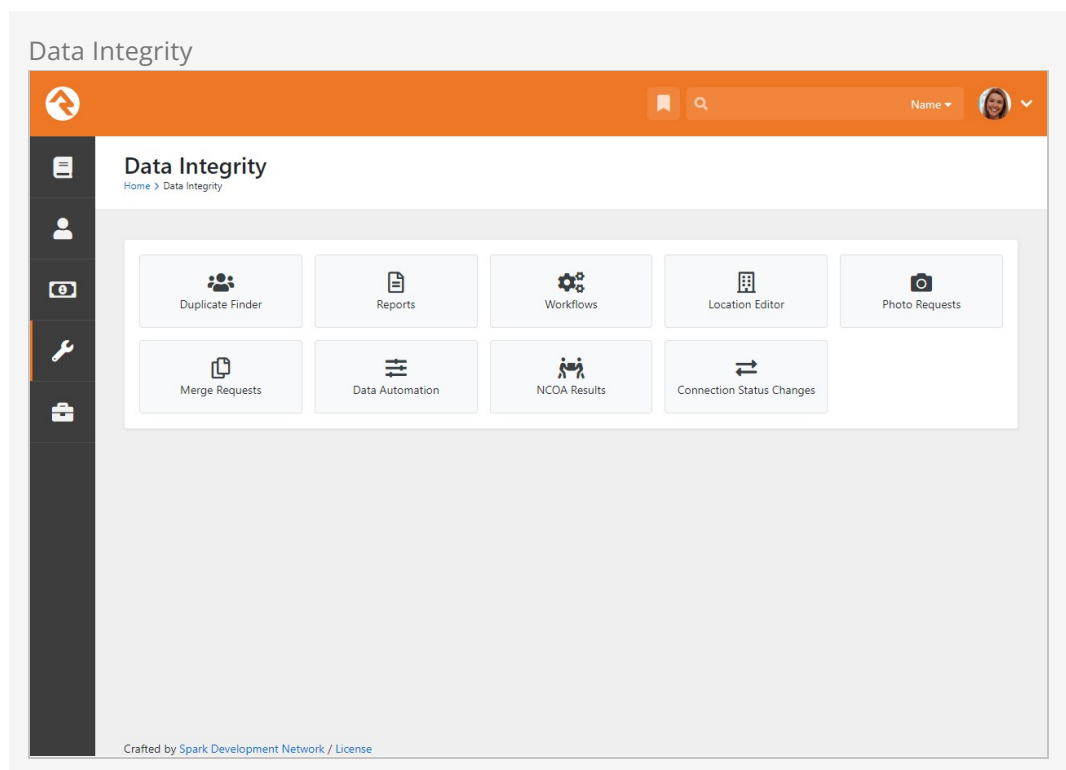 Data Integrity
Name
Data Integrity
Home > Data Integrity
Duplicate Finder
Reports
Workflows
Location Editor
Photo Requests
Merge Requests
Data Automation
NCOA Results
Connection Status Changes
Crafted by Spark Development Network / License